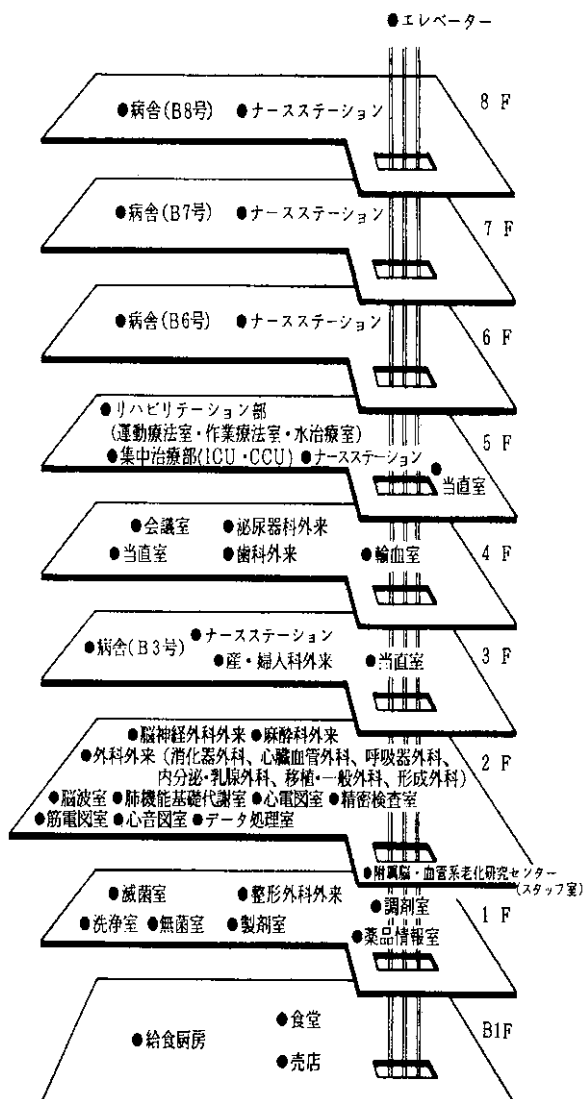 ●エレベーター
8 F
●病舎(B8号) ●ナースステーション
7 F
●病舎(B7号) ●ナースステーション
6 F
●病舎(B6号) ●ナースステーション
5 F
●リハビリテーション部
(運動療法室・作業療法室・水治療室)
●集中治療部(ICU・CCU) ●ナースステーション
●当直室
4 F
●会議室 ●泌尿器科外来
●当直室 ●歯科外来 ●輸血室
3 F
●ナースステーション
●病舎(B3号) ●産・婦人科外来 ●当直室
2 F
●脳神経外科外来 ●麻酔科外来
●外科外来(消化器外科、心臓血管外科、呼吸器外科、
内分泌・乳腺外科、移植・一般外科、形成外科)
●脳波室 ●肺機能基礎代謝室 ●心電図室 ●精密検査室
●筋電図室 ●心音図室 ●データ処理室
●附属脳・血管系老化研究センター
(スタッフ室)
1 F
●滅菌室 ●整形外科外来 ●調剤室
●洗浄室 ●無菌室 ●製剤室
●薬品情報室
B1F
●食堂
●給食厨房
●売店